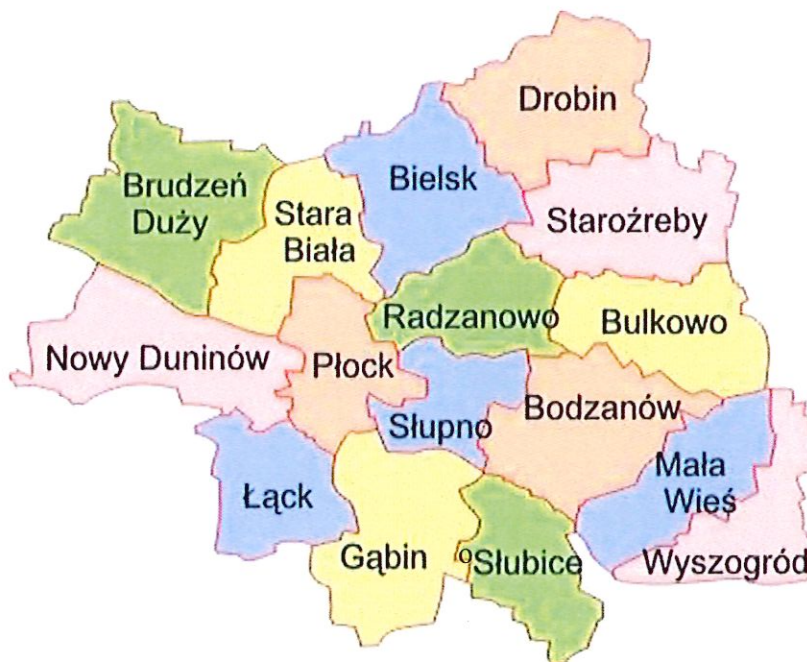 Drobin
Brudzeń
Duży
Bielsk
Stara
Biała
Staroźreby
Radzanowo
Bulkowo
Nowy Duninów
Płock
Słupno
Bodzanów
Łąck
Mała
Wieś
Gąbin
Słubice
Wyszogród